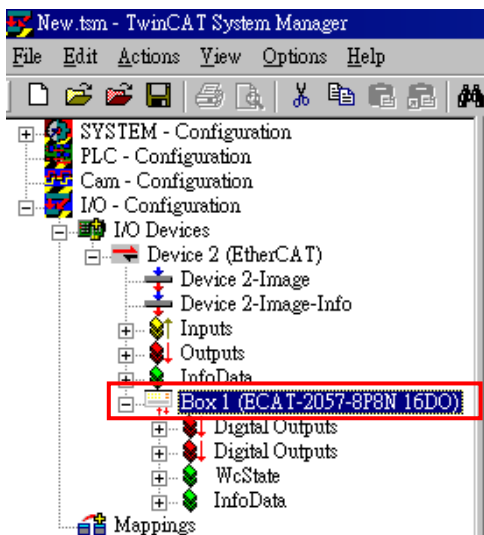 New.tsm - TwinCAT System Manager
File Edit Actions View Options Help
SYSTEM - Configuration
PLC - Configuration
Cam - Configuration
I/O - Configuration
I/O Devices
Device 2 (EtherCAT)
Device 2-Image
Device 2-Image-Info
Inputs
Outputs
InfoData
Box 1 (ECAT-2057-8P8N 16DO)
Digital Outputs
Digital Outputs
WcState
InfoData
Mappings